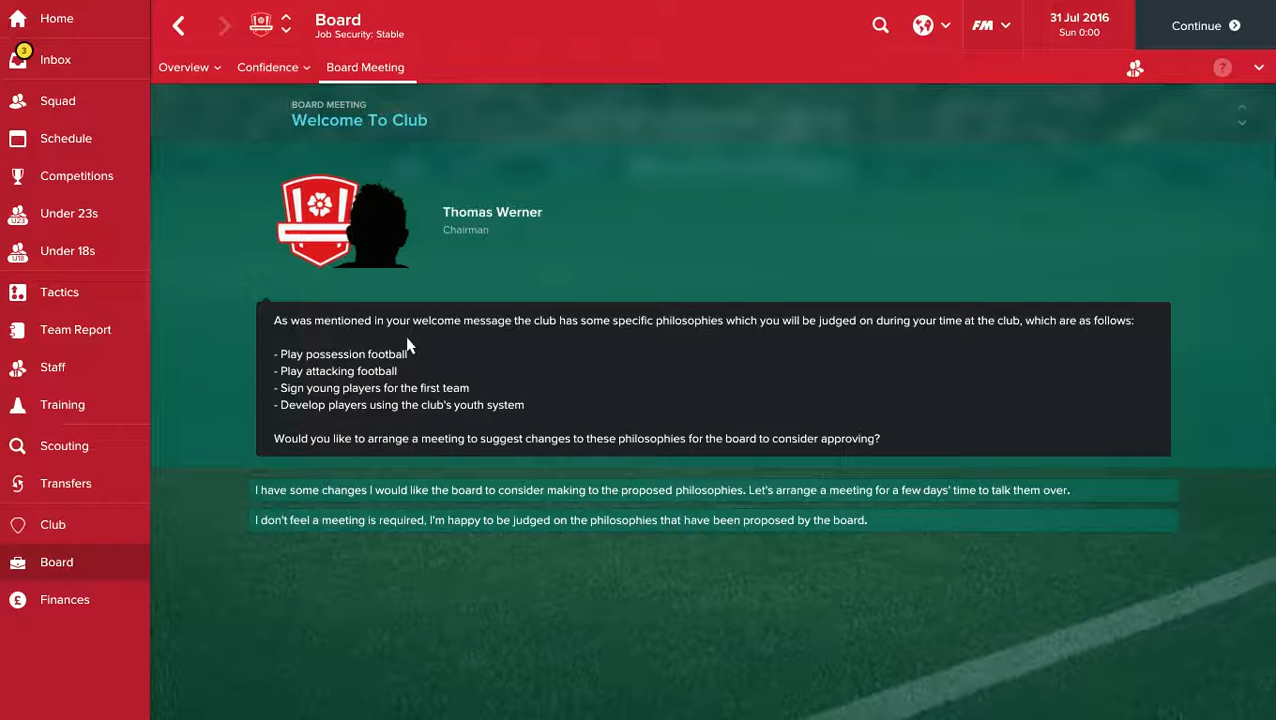 Home
3
Inbox
Squad
Schedule
Competitions
U23
Under 23s
U18
Under 18s
Tactics
Team Report
Staff
Training
Scouting
Transfers
Club
Board
£
Finances
Board
Job Security: Stable
FM
31 Jul 2016
Sun 0:00
Continue
Overview
Confidence
Board Meeting
?
BOARD MEETING
Welcome To Club
Thomas Werner
Chairman
As was mentioned in your welcome message the club has some specific philosophies which you will be judged on during your time at the club, which are as follows:
- Play possession football
- Play attacking football
- Sign young players for the first team
- Develop players using the club's youth system
Would you like to arrange a meeting to suggest changes to these philosophies for the board to consider approving?
I have some changes I would like the board to consider making to the proposed philosophies. Let's arrange a meeting for a few days' time to talk them over.
I don't feel a meeting is required, I'm happy to be judged on the philosophies that have been proposed by the board.